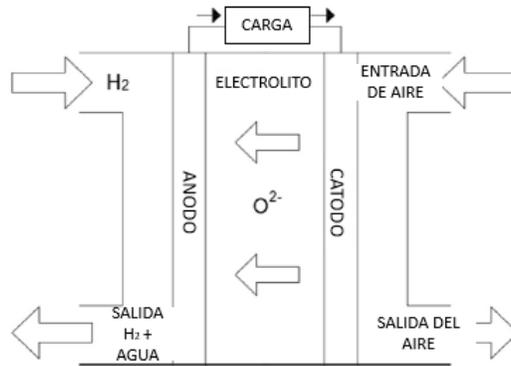 CARGA
H₂
ELECTROLITO
ENTRADA
DE AIRE
ANODO
O²⁻
CATODO
SALIDA
H₂ +
AGUA
SALIDA DEL
AIRE